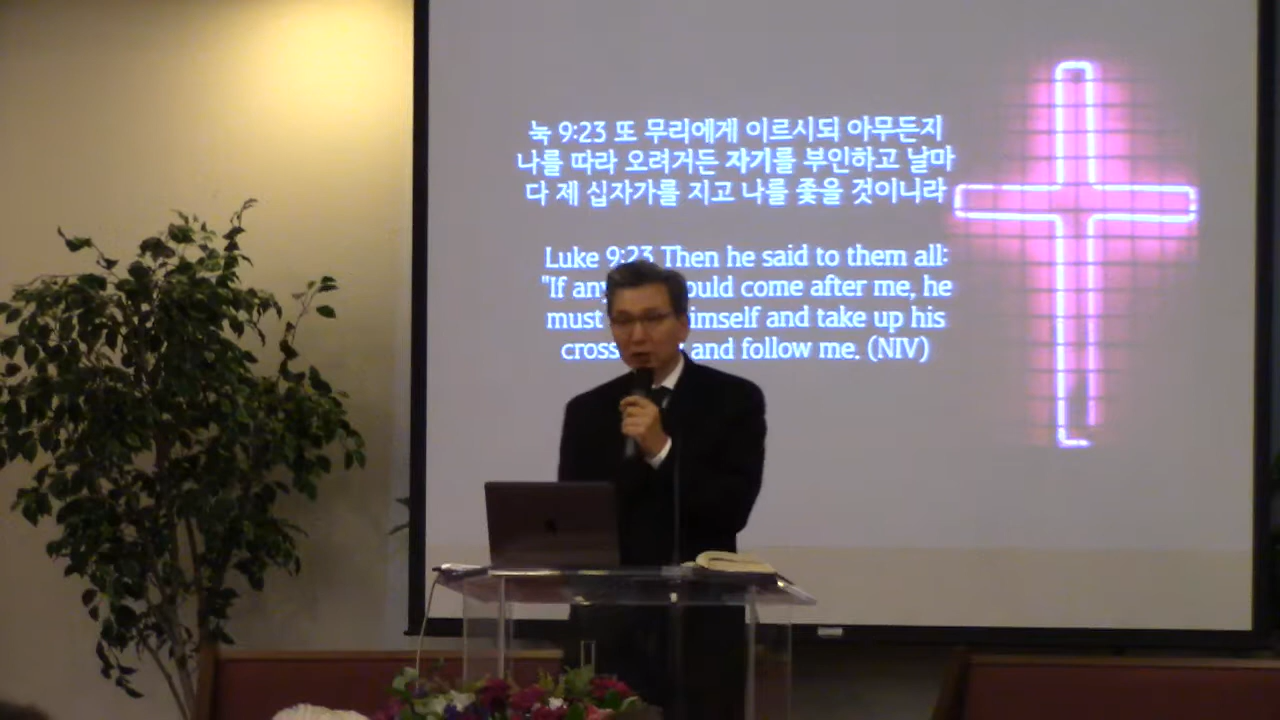 눅 9:23 또 무리에게 이르시되 아무든지
나를 따라 오려거든 자기를 부인하고 날마
다 제 십자가를 지고 나를 좇을 것이니라
Luke 9:23 Then he said to them all:
"If any ould come after me, he
must imself and take up his
cross and follow me. (NIV)